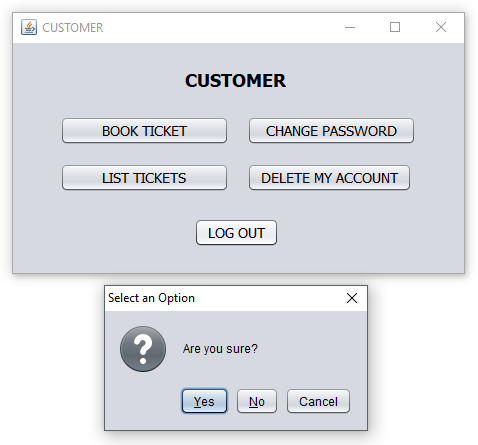 CUSTOMER
CUSTOMER
BOOK TICKET
CHANGE PASSWORD
LIST TICKETS
DELETE MY ACCOUNT
LOG OUT
Select an Option
Are you sure?
Yes
No
Cancel